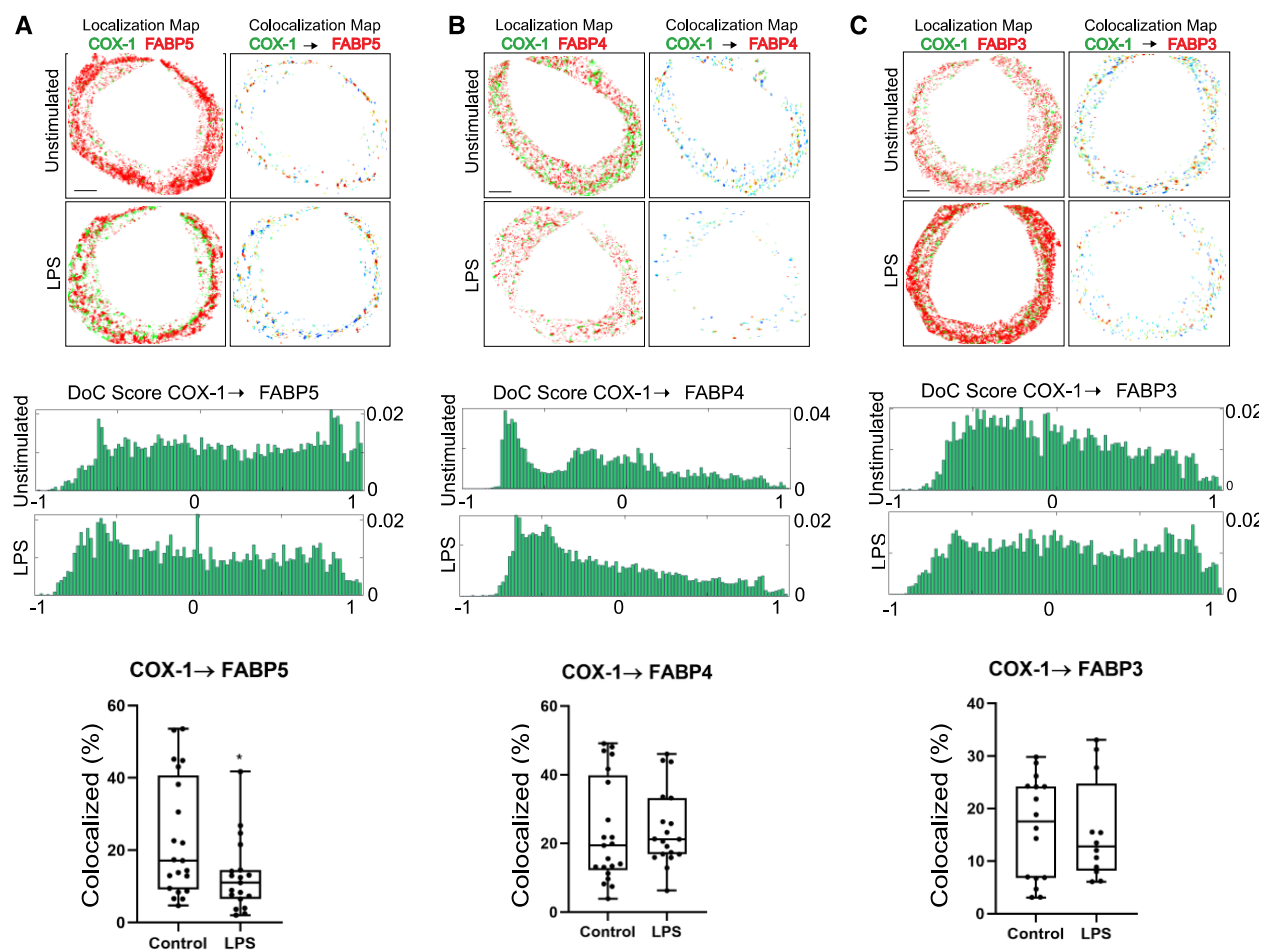 A
Localization Map
COX-1 FABP5
Colocalization Map
COX-1 → FABP5
Unstimulated
LPS
DoC Score COX-1→ FABP5
Unstimulated
0.02
0
-1 0 1
LPS
0.02
0
-1 0 1
COX-1→ FABP5
Colocalized (%)
60
40
*
20
0
Control LPS
B
Localization Map
COX-1 FABP4
Colocalization Map
COX-1 → FABP4
Unstimulated
LPS
DoC Score COX-1→ FABP4
Unstimulated
0.04
0
-1 0 1
LPS
0.02
0
-1 0 1
COX-1→ FABP4
Colocalized (%)
60
40
20
0
Control LPS
C
Localization Map
COX-1 FABP3
Colocalization Map
COX-1 → FABP3
Unstimulated
LPS
DoC Score COX-1→ FABP3
Unstimulated
0.02
0
-1 0 1
LPS
0.02
0
-1 0 1
COX-1→ FABP3
Colocalized (%)
40
30
20
10
0
Control LPS